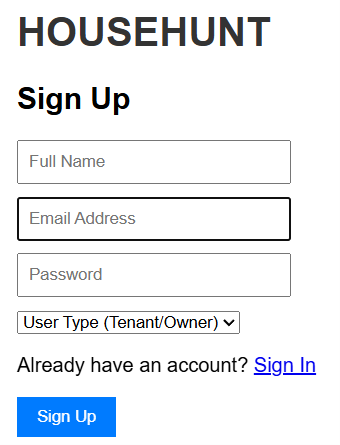 HOUSEHUNT
Sign Up
Full Name
Email Address
Password
User Type (Tenant/Owner)
Already have an account? Sign In
Sign Up